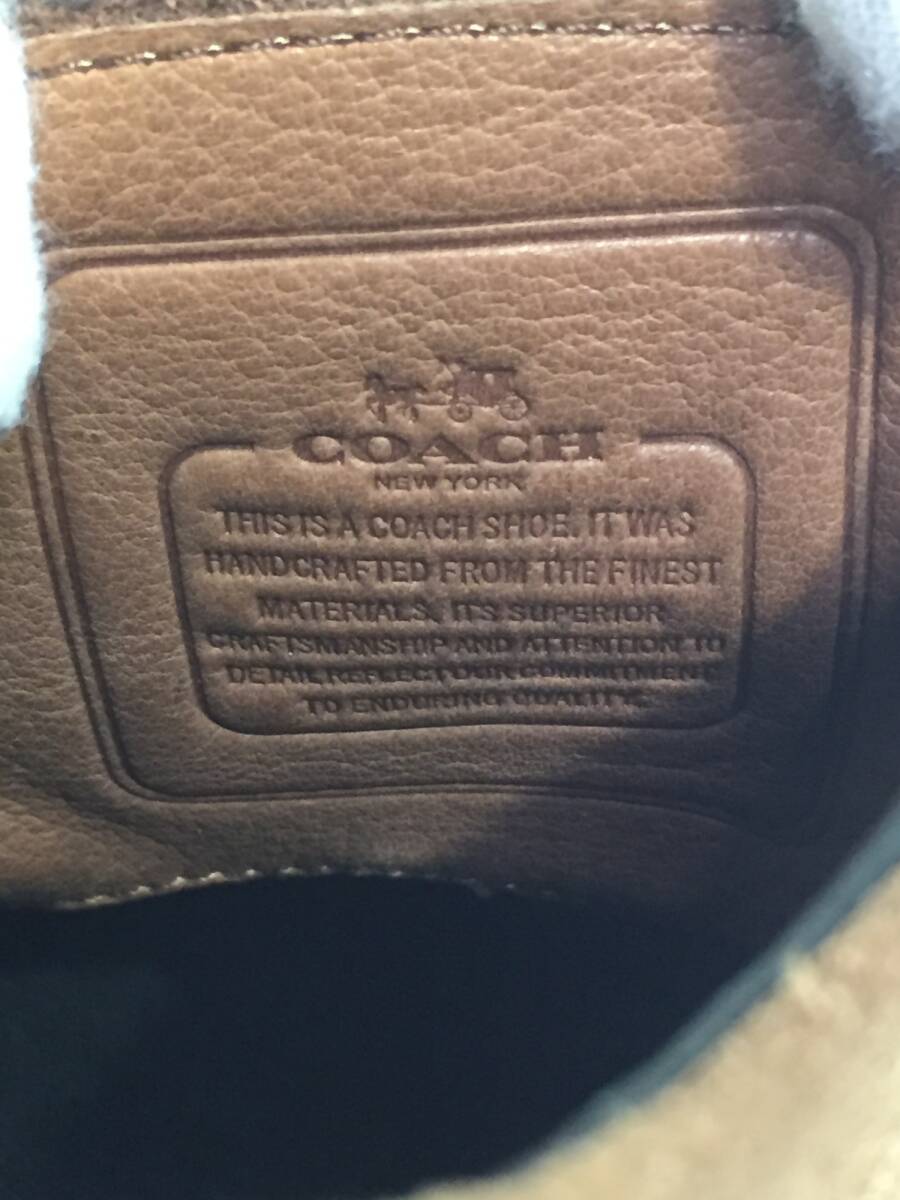 COACH
NEW YORK
THIS IS A COACH SHOE. IT WAS
HANDCRAFTED FROM THE FINEST
MATERIALS. ITS SUPERIOR
CRAFTSMANSHIP AND ATTENTION TO
DETAIL REFLECT OUR COMMITMENT
TO ENDURING QUALITY.